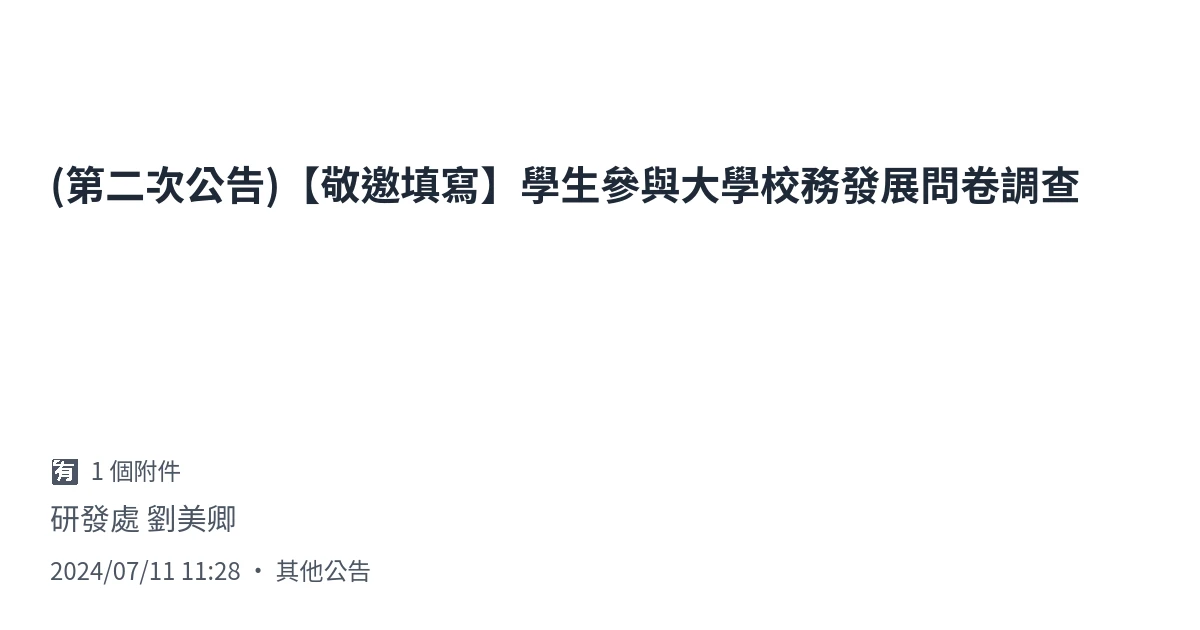 (第二次公告)【敬邀填寫】學生參與大學校務發展問卷調查
🈶 1 個附件
研發處 劉美卿
2024/07/11 11:28 • 其他公告